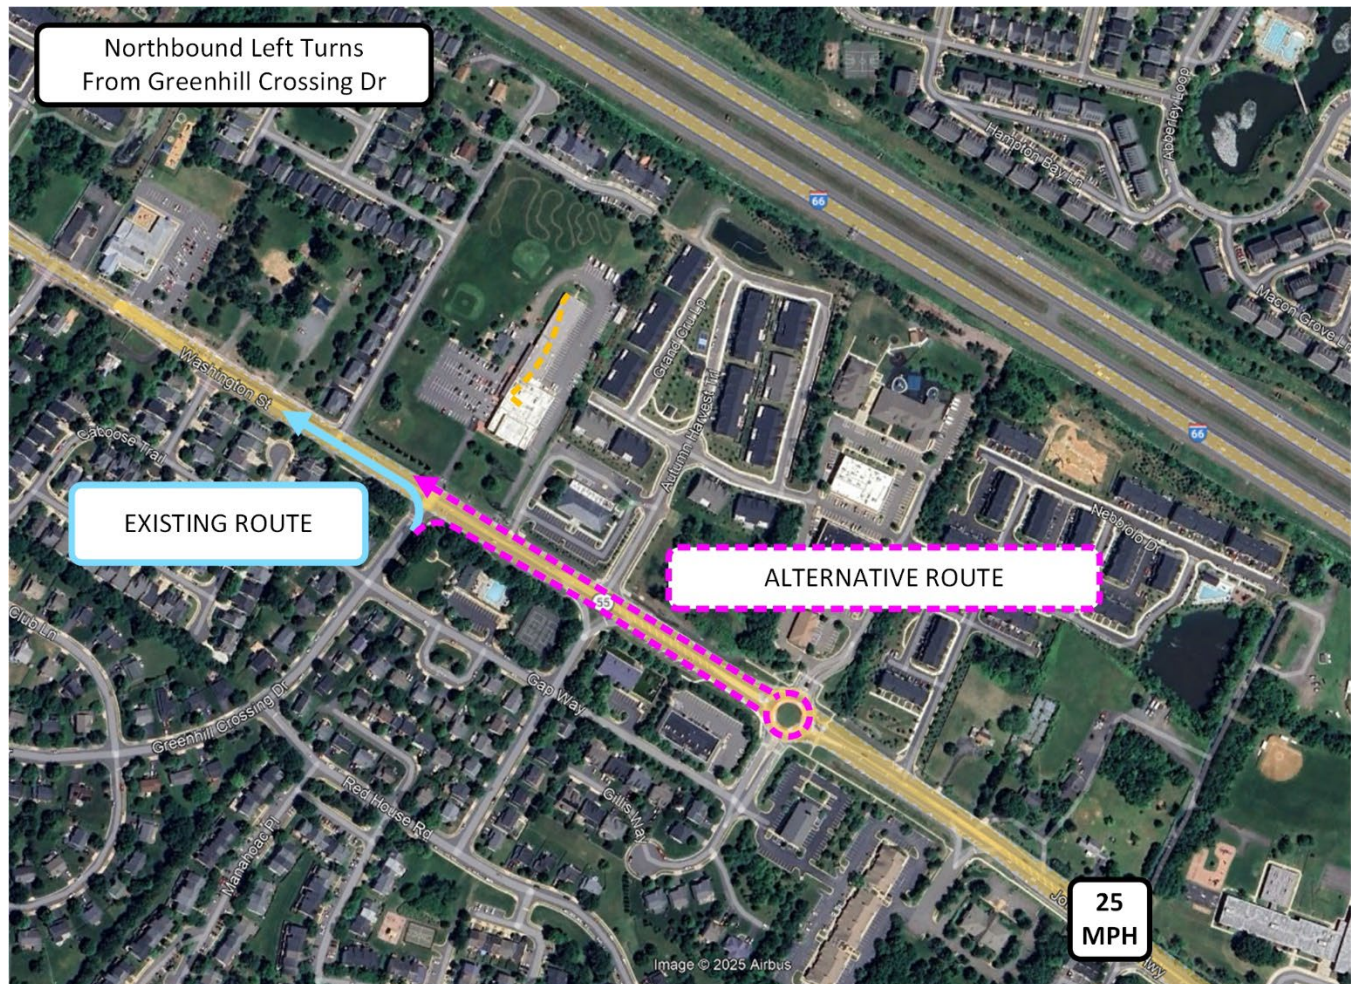 Northbound Left Turns
From Greenhill Crossing Dr
Abberley Loop
Hampton Bay Ln
66
Macon Grove Ln
Grand Cru Lp
Washington St
66
Caboose Trail
Autumn Harvest Trl
EXISTING ROUTE
Nebbiolo Dr
ALTERNATIVE ROUTE
55
Club Ln
Gap Way
Greenhill Crossing Dr
Red House Rd
Gillis Way
Manahoac Pl
25
MPH
Image © 2025 Airbus